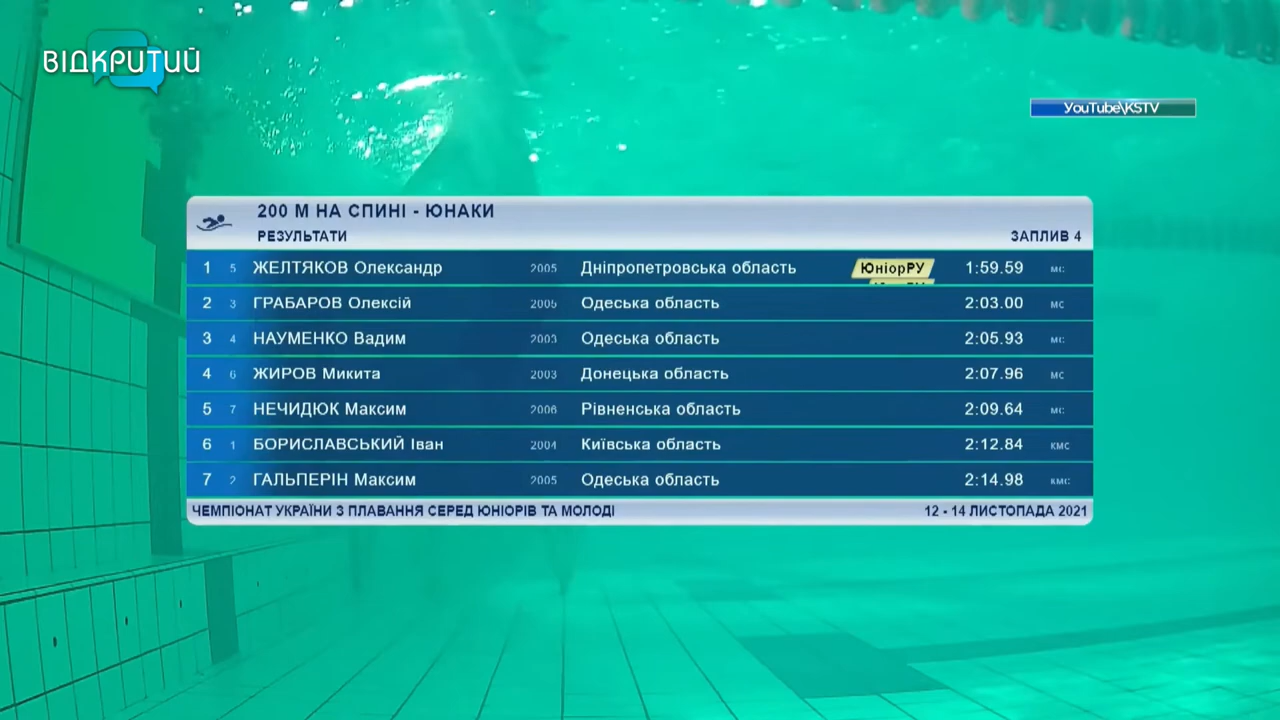 ВІДКРИТИЙ
YouTube\KSTV
200 М НА СПИНІ - ЮНАКИ
РЕЗУЛЬТАТИ ЗАПЛИВ 4
1 5 ЖЕЛТЯКОВ Олександр 2005 Дніпропетровська область ЮніорРУ 1:59.59 МС
2 3 ГРАБАРОВ Олексій 2005 Одеська область 2:03.00 МС
3 4 НАУМЕНКО Вадим 2003 Одеська область 2:05.93 МС
4 6 ЖИРОВ Микита 2003 Донецька область 2:07.96 МС
5 7 НЕЧИДЮК Максим 2006 Рівненська область 2:09.64 МС
6 1 БОРИСЛАВСЬКИЙ Іван 2004 Київська область 2:12.84 КМС
7 2 ГАЛЬПЕРІН Максим 2005 Одеська область 2:14.98 КМС
ЧЕМПІОНАТ УКРАЇНИ З ПЛАВАННЯ СЕРЕД ЮНІОРІВ ТА МОЛОДІ 12 - 14 ЛИСТОПАДА 2021